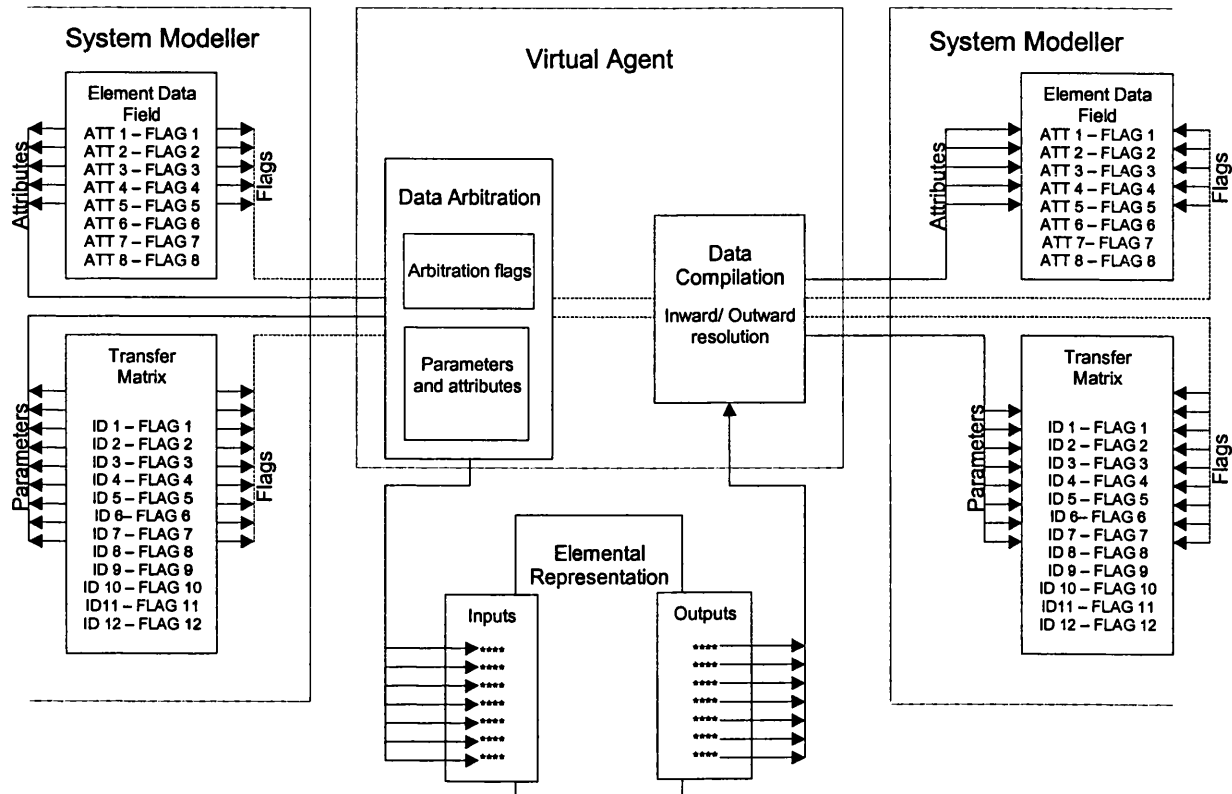 System Modeller
Element Data
Field
ATT 1 – FLAG 1
ATT 2 – FLAG 2
ATT 3 – FLAG 3
ATT 4 – FLAG 4
ATT 5 – FLAG 5
ATT 6 – FLAG 6
ATT 7 – FLAG 7
ATT 8 – FLAG 8
Attributes
Flags
Transfer
Matrix
ID 1 – FLAG 1
ID 2 – FLAG 2
ID 3 – FLAG 3
ID 4 – FLAG 4
ID 5 – FLAG 5
ID 6– FLAG 6
ID 7 – FLAG 7
ID 8 – FLAG 8
ID 9 – FLAG 9
ID 10 – FLAG 10
ID11 – FLAG 11
ID 12 – FLAG 12
Parameters
Flags
Virtual Agent
Data Arbitration
Arbitration flags
Parameters
and attributes
Data
Compilation
Inward/ Outward
resolution
Elemental
Representation
Inputs
****
****
****
****
****
****
****
Outputs
****
****
****
****
****
****
****
System Modeller
Element Data
Field
ATT 1 – FLAG 1
ATT 2 – FLAG 2
ATT 3 – FLAG 3
ATT 4 – FLAG 4
ATT 5 – FLAG 5
ATT 6 – FLAG 6
ATT 7– FLAG 7
ATT 8 – FLAG 8
Attributes
Flags
Transfer
Matrix
ID 1 – FLAG 1
ID 2 – FLAG 2
ID 3 – FLAG 3
ID 4 – FLAG 4
ID 5 – FLAG 5
ID 6– FLAG 6
ID 7 – FLAG 7
ID 8 – FLAG 8
ID 9 – FLAG 9
ID 10 – FLAG 10
ID11 – FLAG 11
ID 12 – FLAG 12
Parameters
Flags